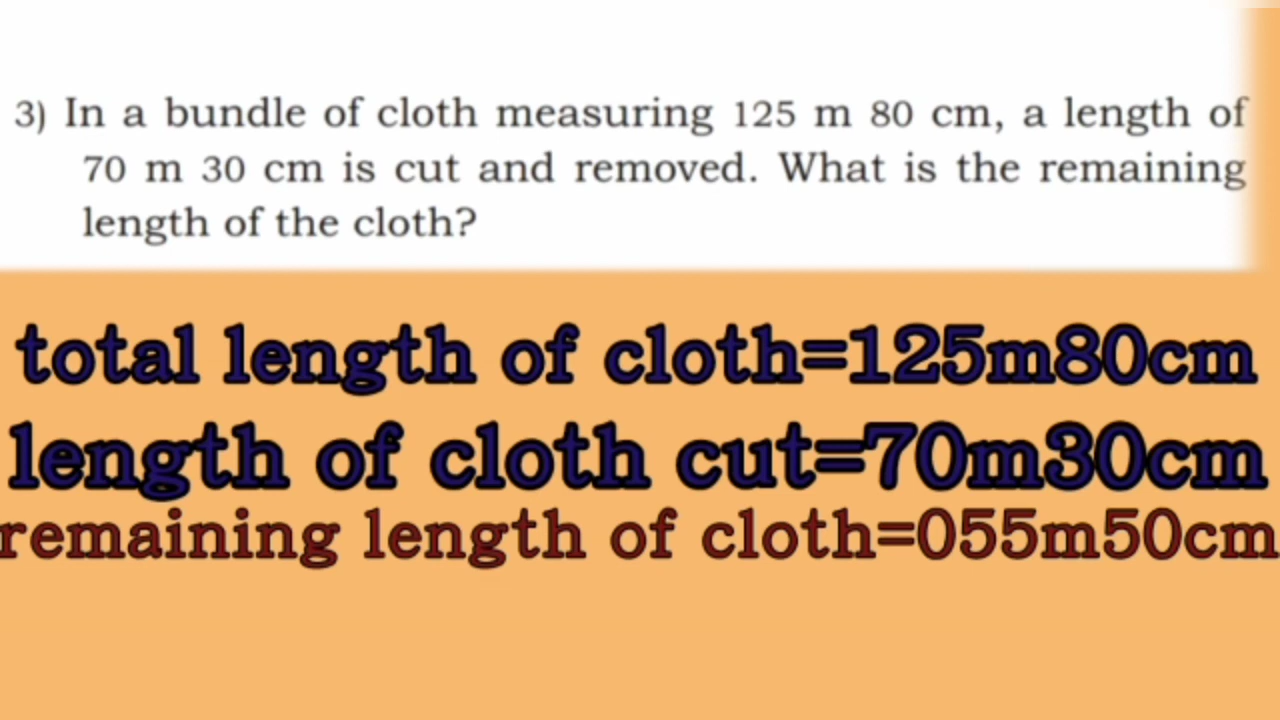 3) In a bundle of cloth measuring 125 m 80 cm, a length of
70 m 30 cm is cut and removed. What is the remaining
length of the cloth?
total length of cloth=125m80cm
length of cloth cut=70m30cm
remaining length of cloth=055m50cm